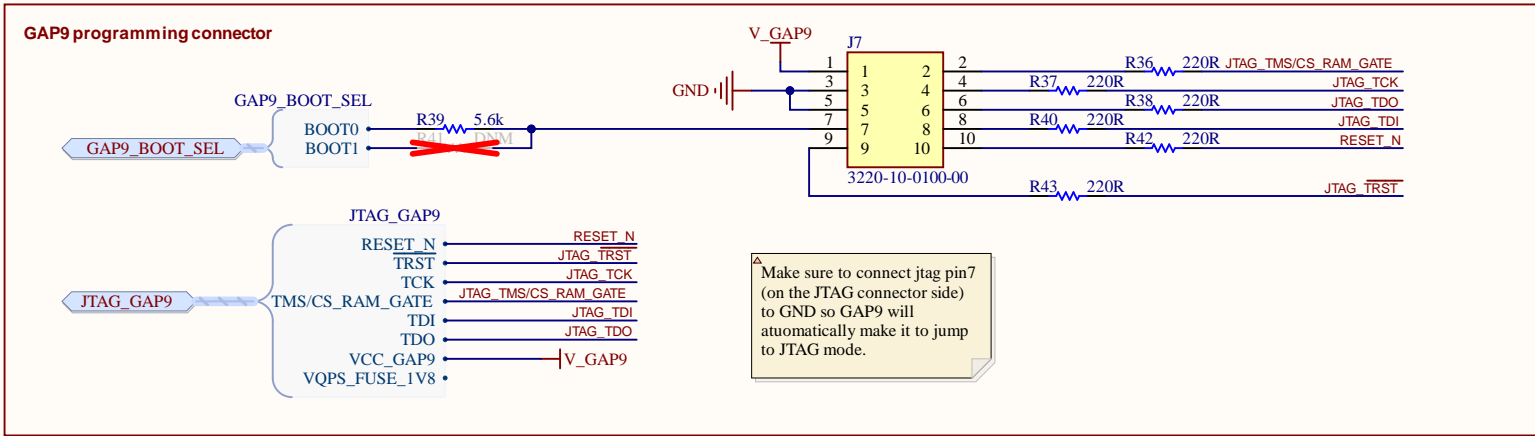 GAP9 programming connector
V_GAP9
J7
GND
1 1 2 2
3 3 4 4
5 5 6 6
7 7 8 8
9 9 10 10
3220-10-0100-00
R36 220R JTAG_TMS/CS_RAM_GATE
R37 220R JTAG_TCK
R38 220R JTAG_TDO
R40 220R JTAG_TDI
R42 220R RESET_N
R43 220R JTAG_TRST
GAP9_BOOT_SEL
GAP9_BOOT_SEL
BOOT0 R39 5.6k
BOOT1 R41 DNM
JTAG_GAP9
JTAG_GAP9
RESET_N RESET_N
TRST JTAG_TRST
TCK JTAG_TCK
TMS/CS_RAM_GATE JTAG_TMS/CS_RAM_GATE
TDI JTAG_TDI
TDO JTAG_TDO
VCC_GAP9 V_GAP9
VQPS_FUSE_1V8
Make sure to connect jtag pin7
(on the JTAG connector side)
to GND so GAP9 will
atuomatically make it to jump
to JTAG mode.